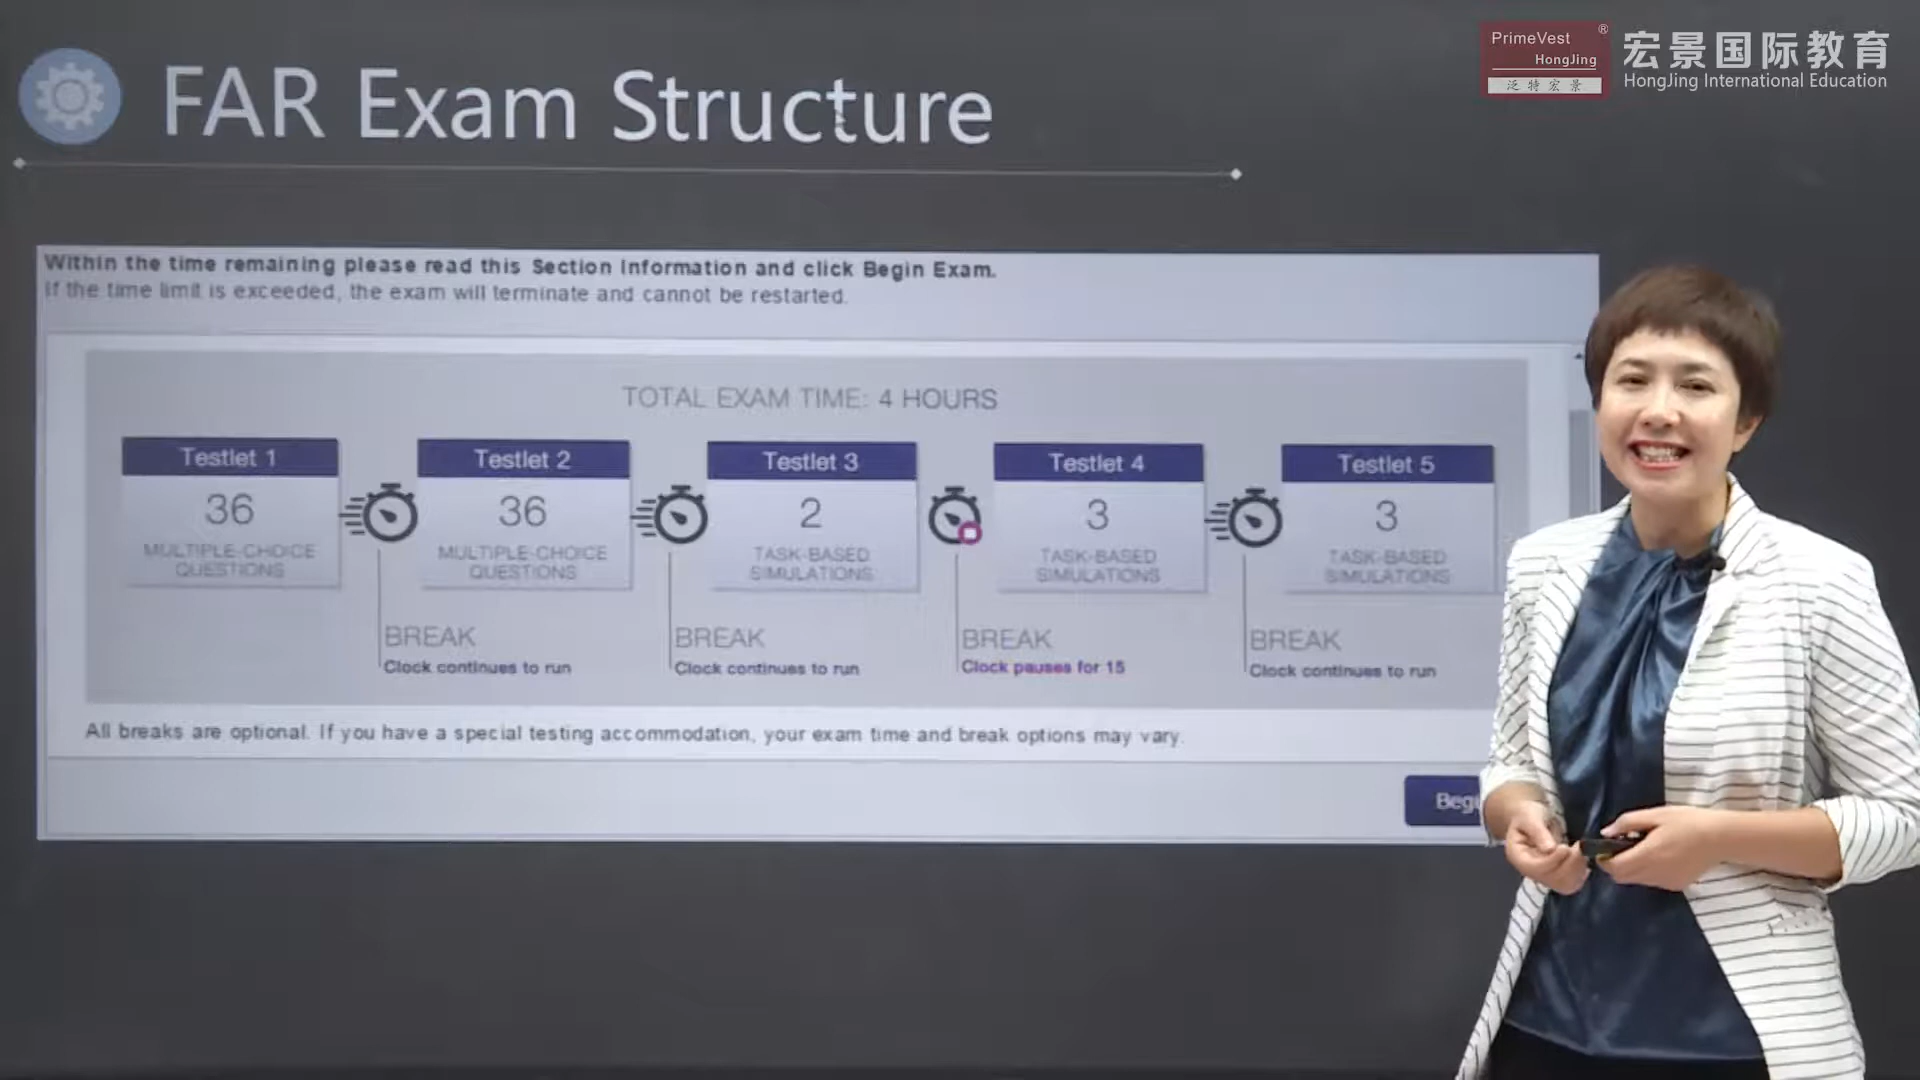 PrimeVest
HongJing
®
泛特宏景
宏景国际教育
HongJing International Education
FAR Exam Structure
Within the time remaining please read this Section Information and click Begin Exam.
If the time limit is exceeded, the exam will terminate and cannot be restarted.
TOTAL EXAM TIME: 4 HOURS
Testlet 1
36
MULTIPLE-CHOICE
QUESTIONS
Testlet 2
36
MULTIPLE-CHOICE
QUESTIONS
Testlet 3
2
TASK-BASED
SIMULATIONS
Testlet 4
3
TASK-BASED
SIMULATIONS
Testlet 5
3
TASK-BASED
SIMULATIONS
BREAK
Clock continues to run
BREAK
Clock continues to run
BREAK
Clock pauses for 15
BREAK
Clock continues to run
All breaks are optional. If you have a special testing accommodation, your exam time and break options may vary.
Begi